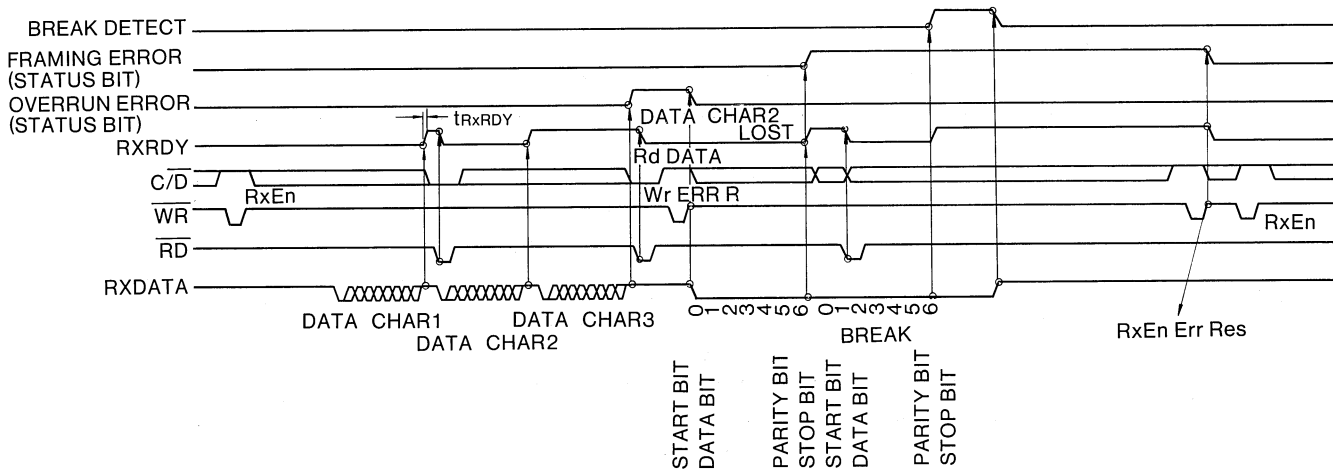 BREAK DETECT
FRAMING ERROR
(STATUS BIT)
OVERRUN ERROR
(STATUS BIT)
DATA CHAR2
LOST
tRxRDY
RXRDY
Rd DATA
C/D̅
RxEn
Wr ERR R
W̅R̅
RxEn
R̅D̅
RXDATA
DATA CHAR1
DATA CHAR2
DATA CHAR3
0 1 2 3 4 5 6
0 1 2 3 4 5 6
BREAK
RxEn Err Res
START BIT
DATA BIT
PARITY BIT
STOP BIT
START BIT
DATA BIT
PARITY BIT
STOP BIT